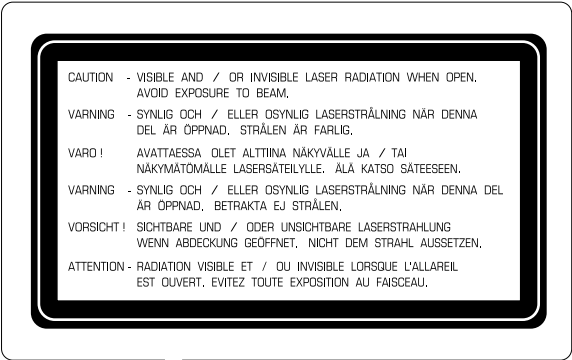 CAUTION - VISIBLE AND / OR INVISIBLE LASER RADIATION WHEN OPEN.
AVOID EXPOSURE TO BEAM.
VARNING - SYNLIG OCH / ELLER OSYNLIG LASERSTRÅLNING NÄR DENNA
DEL ÄR ÖPPNAD. STRÅLEN ÄR FARLIG.
VARO ! AVATTAESSA OLET ALTTIINA NÄKYVÄLLE JA / TAI
NÄKYMÄTÖMÄLLE LASERSÄTEILYLLE. ÄLÄ KATSO SÄTEESEEN.
VARNING - SYNLIG OCH / ELLER OSYNLIG LASERSTRÅLNING NÄR DENNA DEL
ÄR ÖPPNAD. BETRAKTA EJ STRÅLEN.
VORSICHT ! SICHTBARE UND / ODER UNSICHTBARE LASERSTRAHLUNG
WENN ABDECKUNG GEÖFFNET. NICHT DEM STRAHL AUSSETZEN.
ATTENTION - RADIATION VISIBLE ET / OU INVISIBLE LORSQUE L'ALLAREIL
EST OUVERT. EVITEZ TOUTE EXPOSITION AU FAISCEAU.